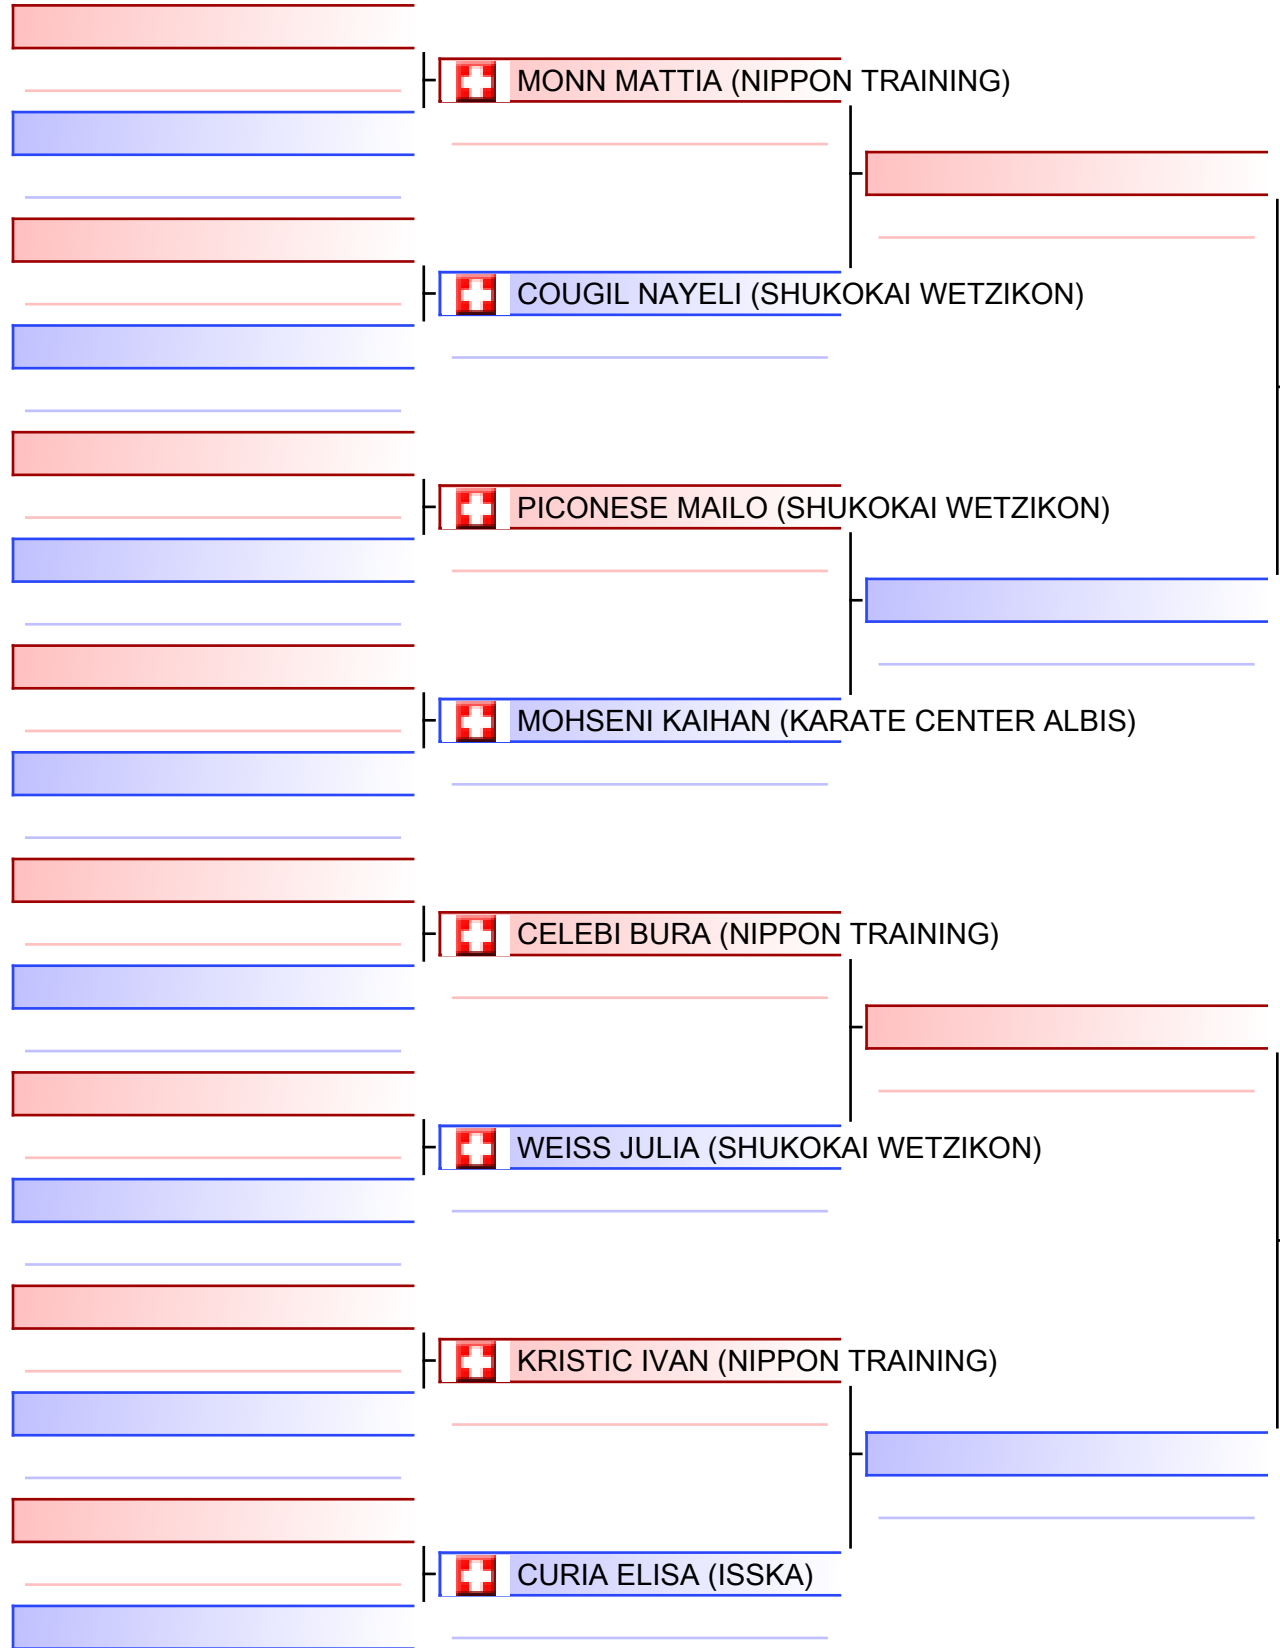 MONN MATTIA (NIPPON TRAINING)
COUGIL NAYELI (SHUKOKAI WETZIKON)
PICONESE MAILO (SHUKOKAI WETZIKON)
MOHSENI KAIHAN (KARATE CENTER ALBIS)
CELEBI BURA (NIPPON TRAINING)
WEISS JULIA (SHUKOKAI WETZIKON)
KRISTIC IVAN (NIPPON TRAINING)
CURIA ELISA (ISSKA)